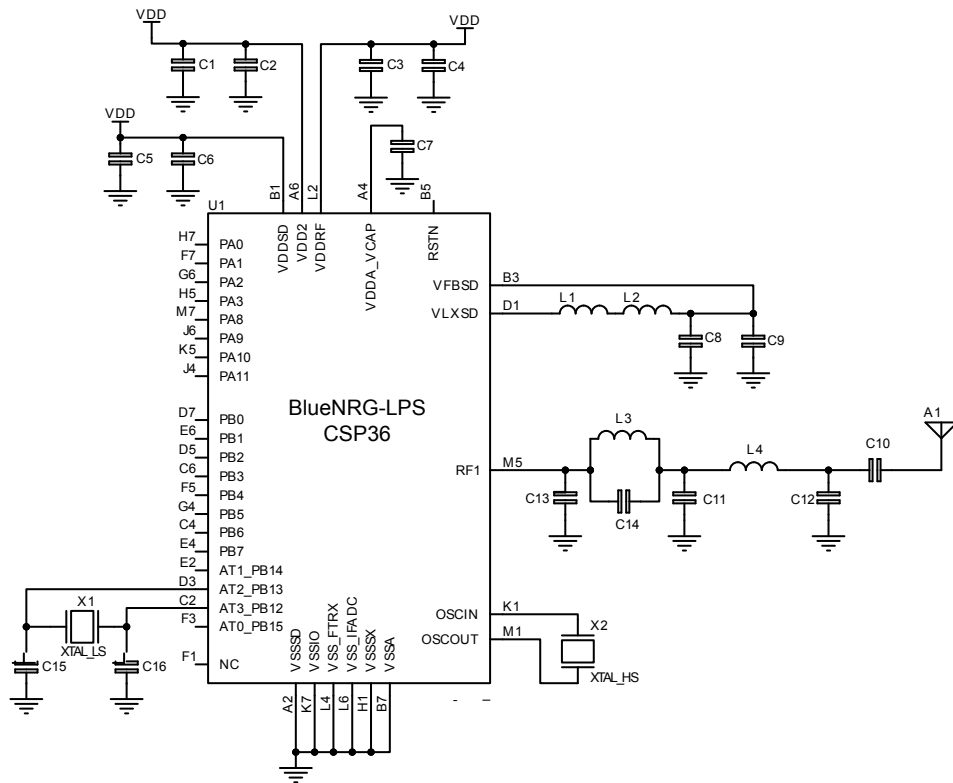 VDD
VDD
C1
C2
C3
C4
VDD
C5
C6
C7
B1
A6
L2
A4
B5
U1
VDDSD
VDD2
VDDRF
VDDA_VCAP
RSTN
H7 PA0
F7 PA1
G6 PA2
H5 PA3
M7 PA8
J6 PA9
K5 PA10
J4 PA11
D7 PB0
E6 PB1
D5 PB2
C6 PB3
F5 PB4
G4 PB5
C4 PB6
E4 PB7
E2 AT1_PB14
D3 AT2_PB13
C2 AT3_PB12
F3 AT0_PB15
F1 NC
BlueNRG-LPS
CSP36
VFBSD B3
VLXSD D1
L1
L2
C8
C9
RF1 M5
L3
L4
C10
A1
C13
C14
C11
C12
OSCIN K1
OSCOUT M1
X2
XTAL_HS
X1
XTAL_LS
C15
C16
VSSSD
VSSIO
VSS_FTRX
VSS_IFADC
VSSSX
VSSA
A2
K7
L4
L6
H1
B7
- –